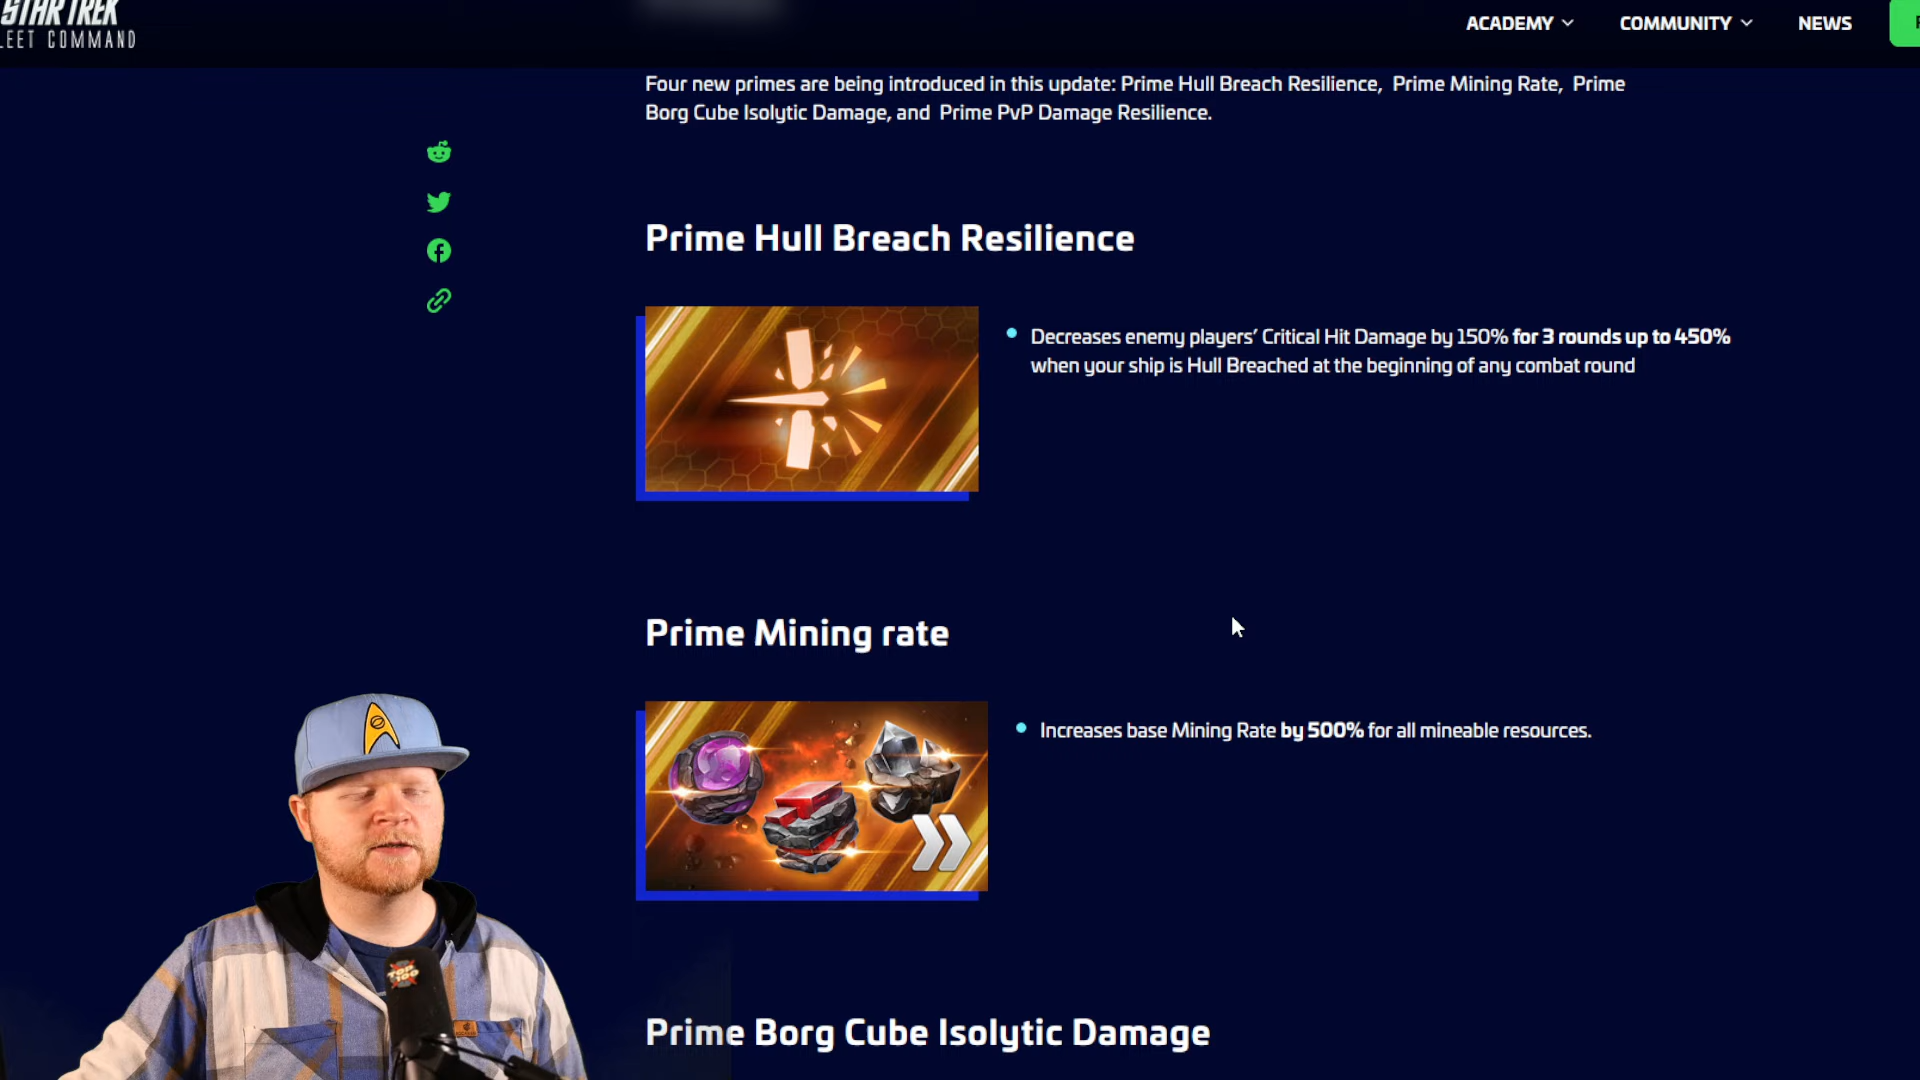 STAR TREK
LEET COMMAND
ACADEMY
COMMUNITY
NEWS
Four new primes are being introduced in this update: Prime Hull Breach Resilience, Prime Mining Rate, Prime
Borg Cube Isolytic Damage, and Prime PvP Damage Resilience.
Prime Hull Breach Resilience
Decreases enemy players’ Critical Hit Damage by 150% for 3 rounds up to 450%
when your ship is Hull Breached at the beginning of any combat round
Prime Mining rate
Increases base Mining Rate by 500% for all mineable resources.
TOP
100
Prime Borg Cube Isolytic Damage